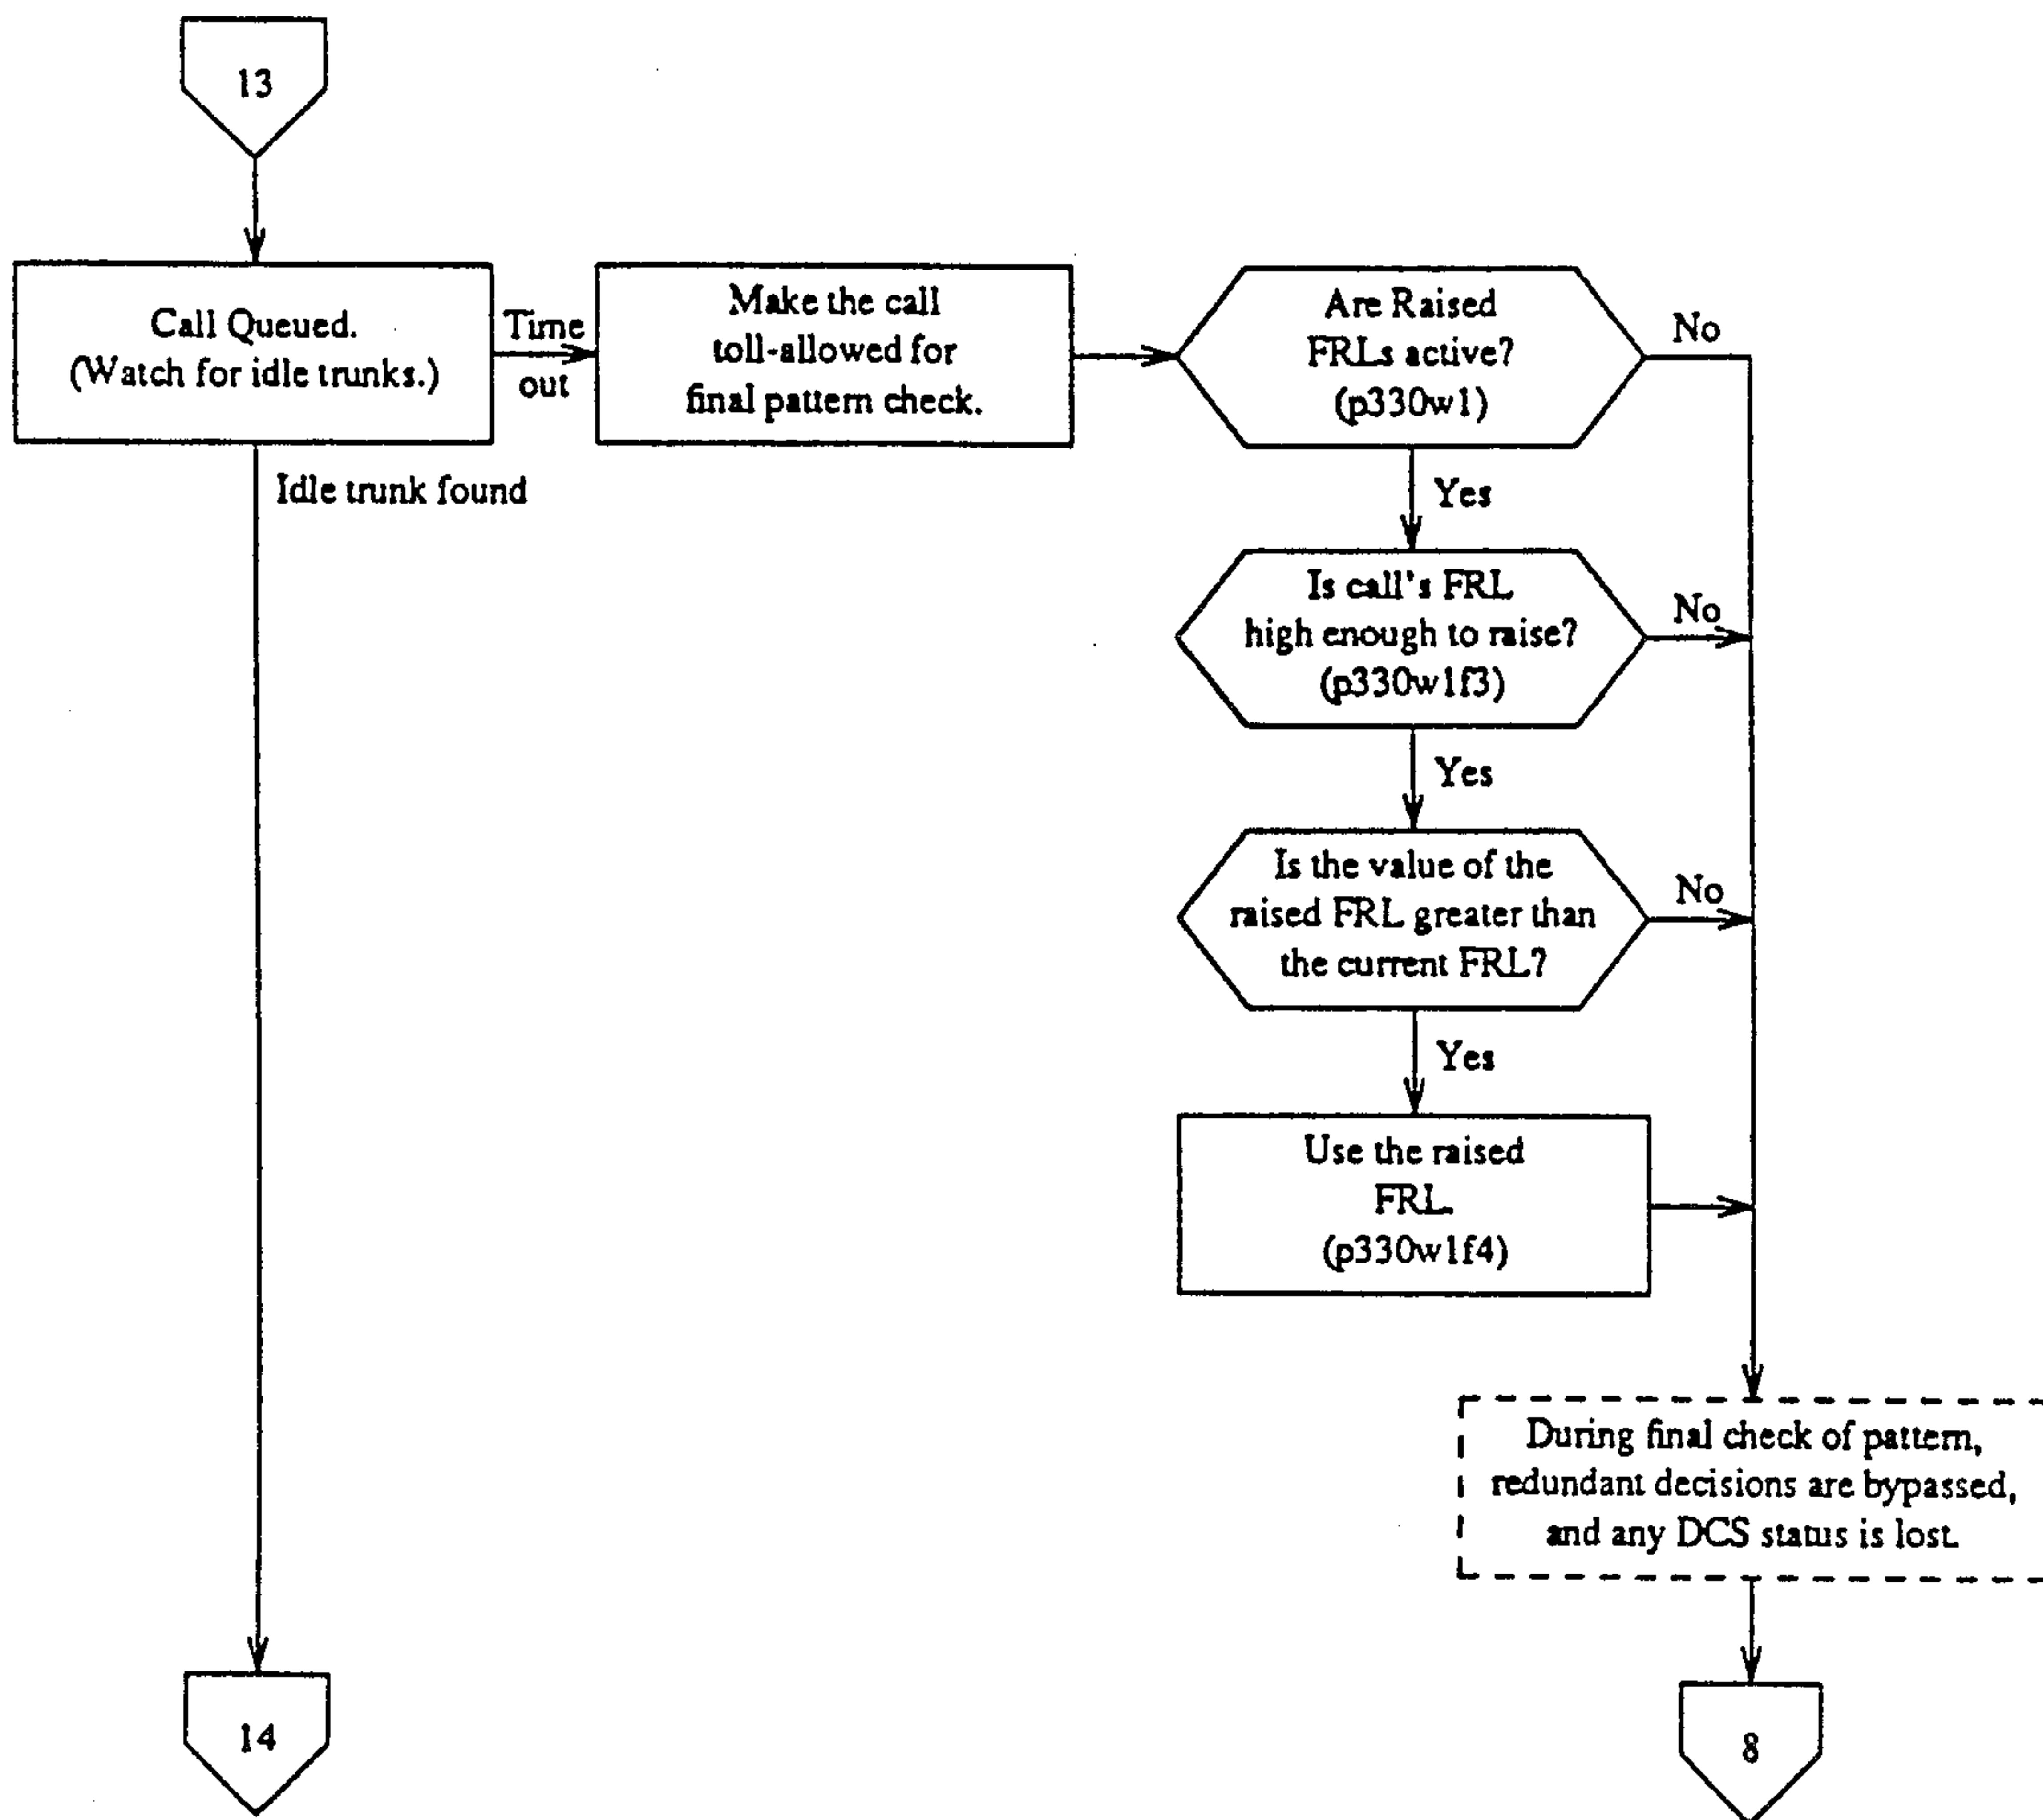 13
Call Queued.
(Watch for idle trunks.)
Time
out
Make the call
toll-allowed for
final pattern check.
Are Raised
FRLs active?
(p330w1)
No
Idle trunk found
Yes
Is call's FRL
high enough to raise?
(p330w1f3)
No
Yes
Is the value of the
raised FRL greater than
the current FRL?
No
Yes
Use the raised
FRL.
(p330w1f4)
During final check of pattern,
redundant decisions are bypassed,
and any DCS status is lost.
14
8